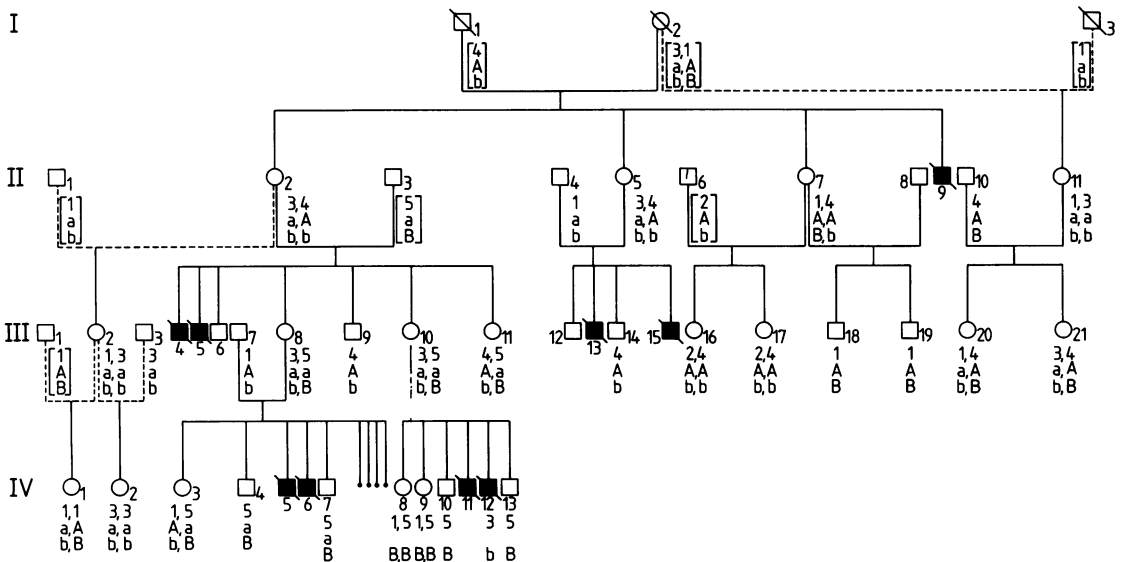 I 1 2 3
[4 [3,1 [1
A a,A a
b] b,B] b]
II 1 2 3 4 5 6 7 8 9 10 11
[1 3,4 [5 1 3,4 [2 1,4 4 1,3
a a,A a a a,A A A,A A a,a
b] b,b B] b b,b b] B,b B b,b
III 1 2 3 4 5 6 7 8 9 10 11 12 13 14 15 16 17 18 19 20 21
[1 1,3 3 1 3,5 4 3,5 4,5 4 2,4 2,4 1 1 1,4 3,4
A a,a a A a,a A a,a A,a A A,A A,A A A a,A a,A
B] b,b b b b,B b b,B b,B b b,b b,b B B b,B b,B
IV 1 2 3 4 5 6 7 8 9 10 11 12 13
1,1 3,3 1,5 5 5 1,5 1,5 5 3 5
a,A a,a A,a a a
b,B b,b b,B B B B,B B,B B b B